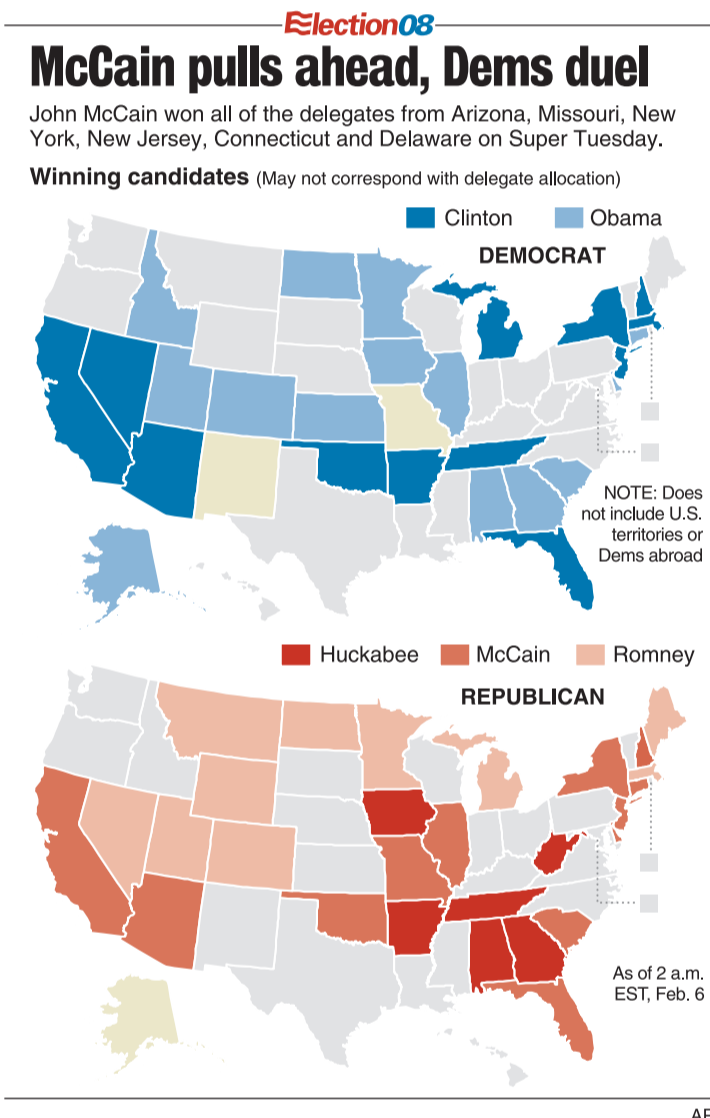 Election08
McCain pulls ahead, Dems duel
John McCain won all of the delegates from Arizona, Missouri, New
York, New Jersey, Connecticut and Delaware on Super Tuesday.
Winning candidates (May not correspond with delegate allocation)
Clinton Obama
DEMOCRAT
NOTE: Does
not include U.S.
territories or
Dems abroad
Huckabee McCain Romney
REPUBLICAN
As of 2 a.m.
EST, Feb. 6